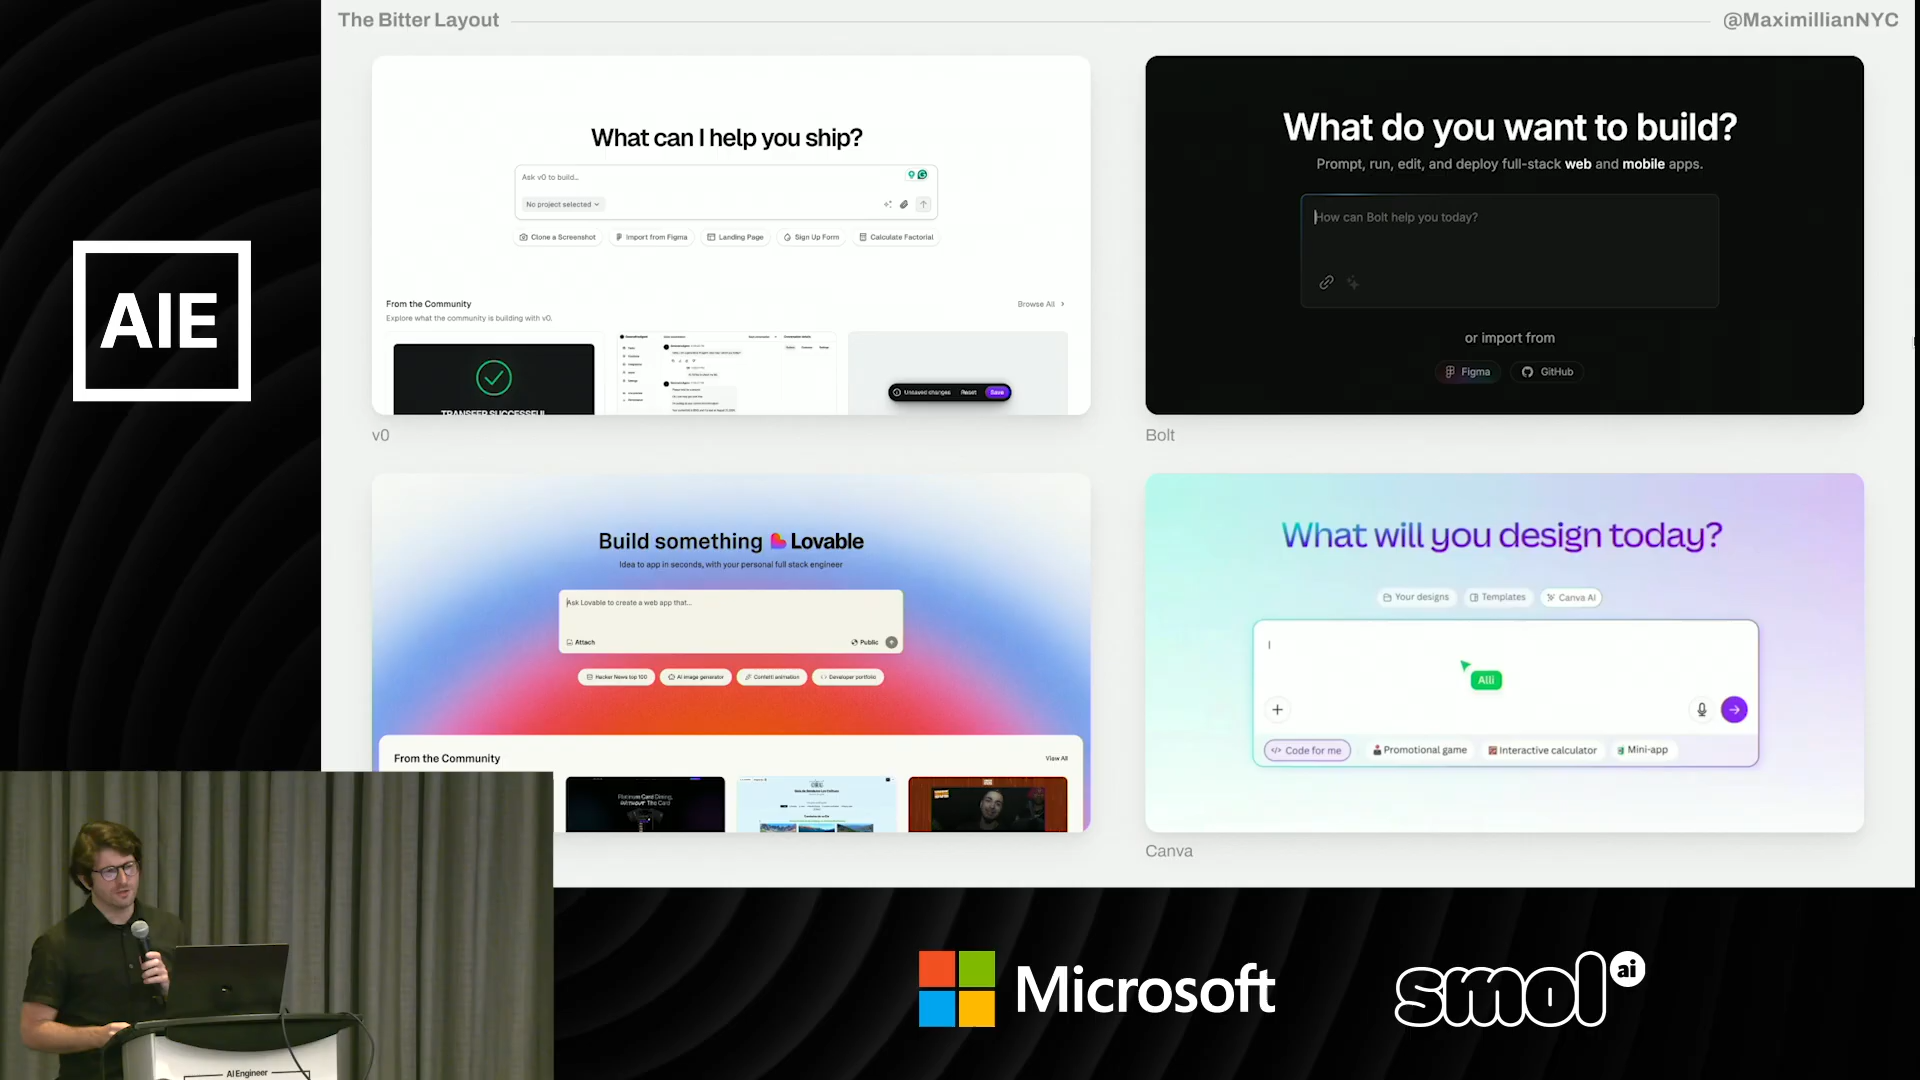 The Bitter Layout
@MaximillianNYC
AIE
What can I help you ship?
Ask v0 to build...
No project selected
Clone a Screenshot
Import from Figma
Landing Page
Sign Up Form
Calculate Factorial
From the Community
Browse All
Explore what the community is building with v0.
TRANSFER SUCCESSFUL
Unsaved changes
Reset
Save
v0
What do you want to build?
Prompt, run, edit, and deploy full-stack web and mobile apps.
How can Bolt help you today?
or import from
Figma
GitHub
Bolt
Build something Lovable
Idea to app in seconds, with your personal full stack engineer
Ask Lovable to create a web app that...
Attach
Public
Hacker News top 100
AI image generator
Confetti animation
Developer portfolio
From the Community
View All
Platinum Card Dining,
Without The Card
What will you design today?
Your designs
Templates
Canva AI
Alli
Code for me
Promotional game
Interactive calculator
Mini-app
Canva
AI Engineer
Microsoft
smol ai